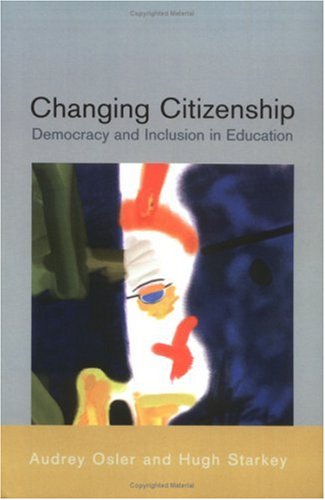 Changing Citizenship
Democracy and Inclusion in Education
Audrey Osler and Hugh Starkey